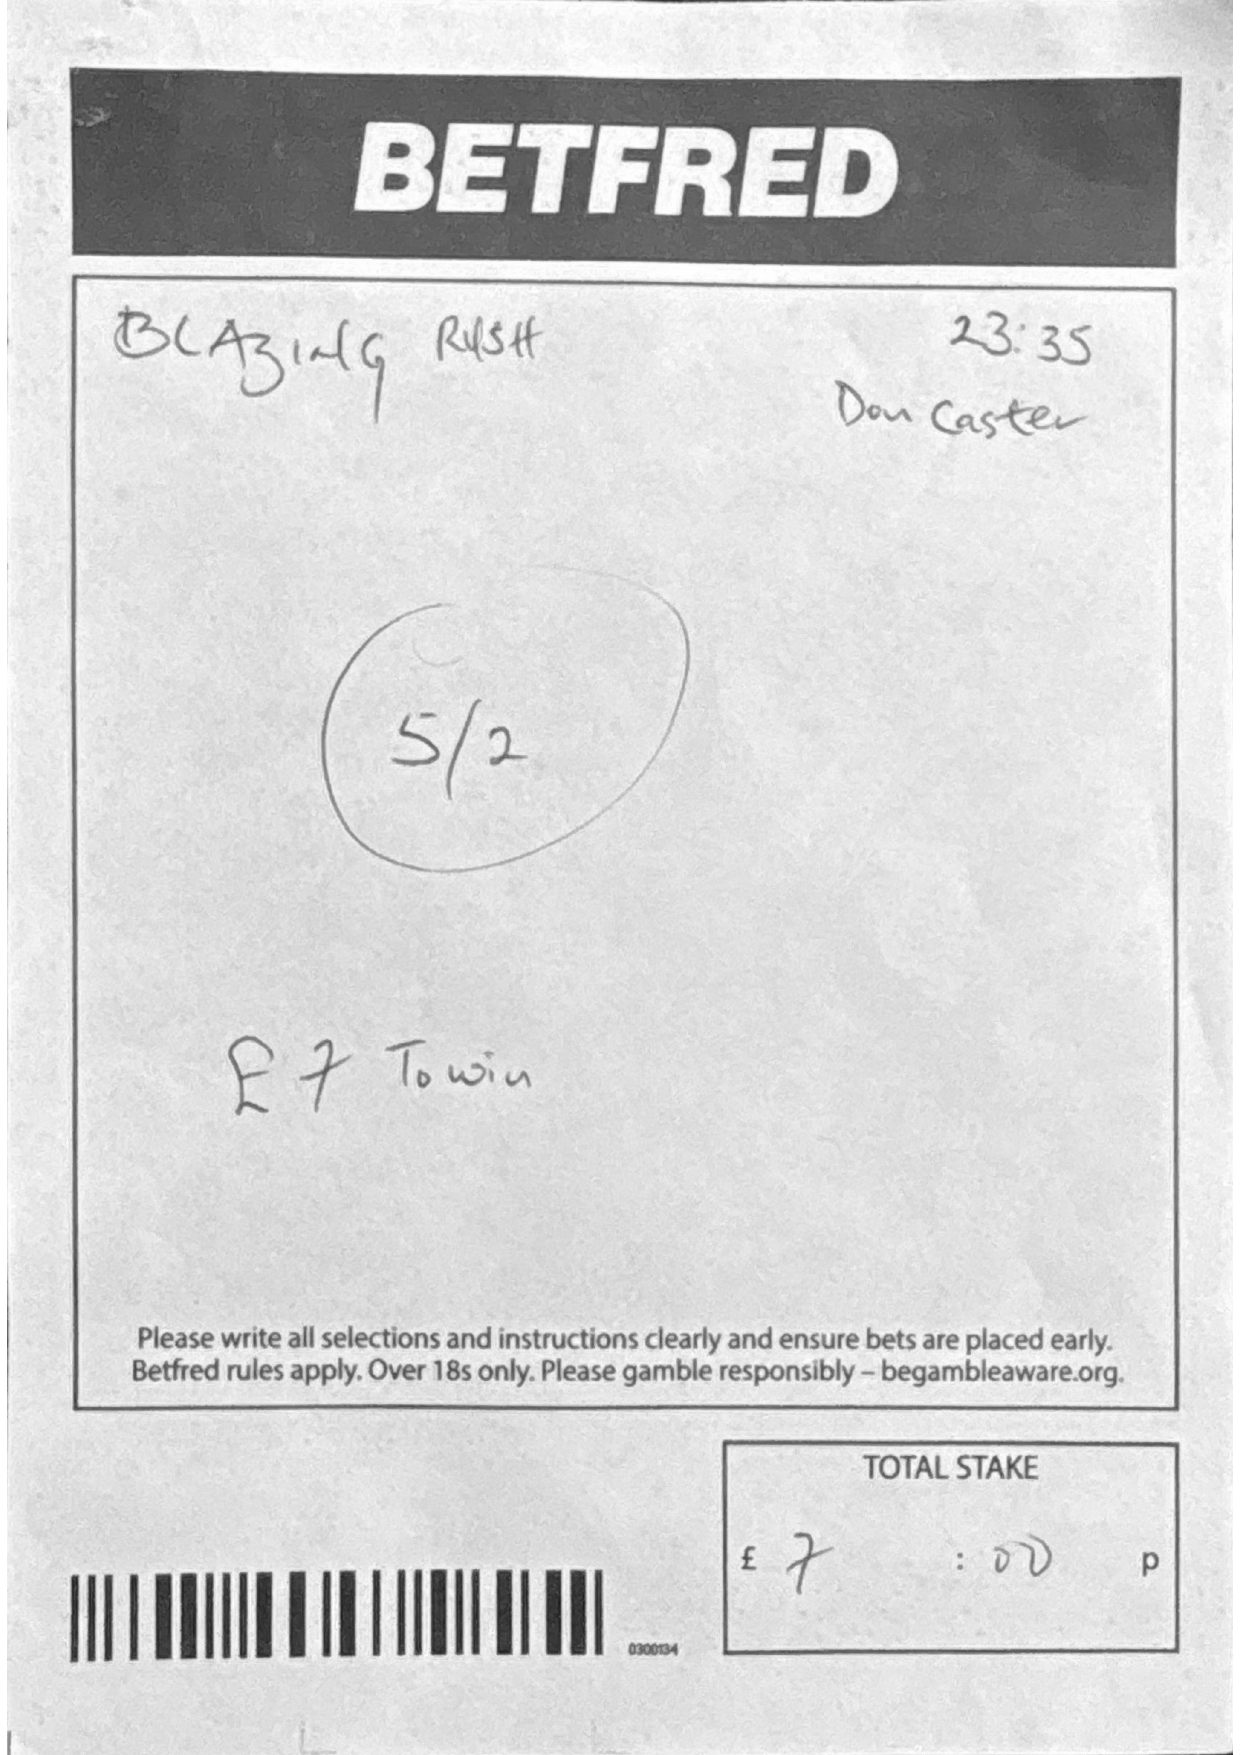 BETFRED
BLAZING RUSH 23:35
Don Caster
5/2
£7 To win
Please write all selections and instructions clearly and ensure bets are placed early.
Betfred rules apply. Over 18s only. Please gamble responsibly – begambleaware.org.
TOTAL STAKE
£ 7 : 00 p
0300134